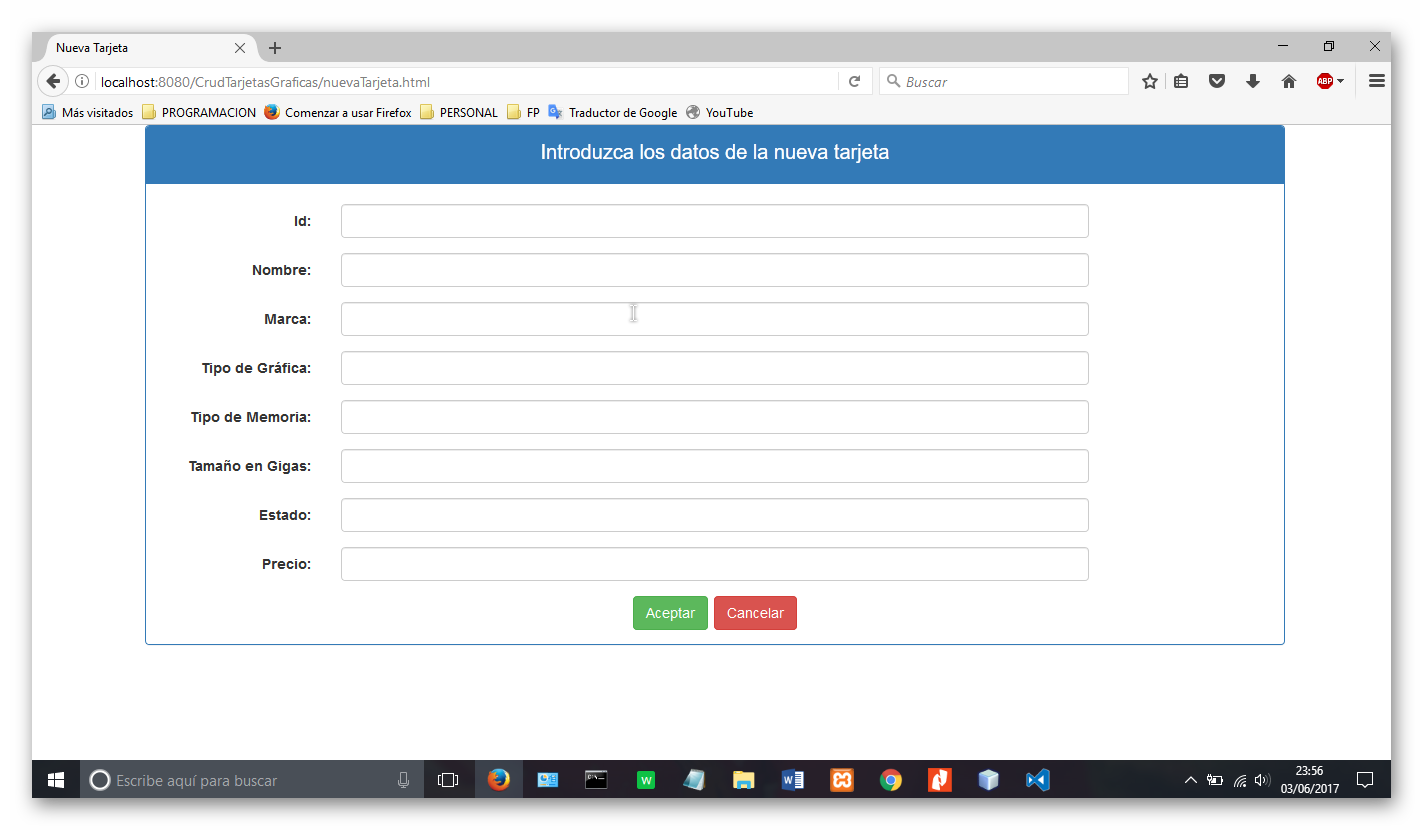 Nueva Tarjeta
localhost:8080/CrudTarjetasGraficas/nuevaTarjeta.html
Buscar
ABP
Más visitados PROGRAMACION Comenzar a usar Firefox PERSONAL FP Traductor de Google YouTube
Introduzca los datos de la nueva tarjeta
Id:
Nombre:
Marca:
Tipo de Gráfica:
Tipo de Memoria:
Tamaño en Gigas:
Estado:
Precio:
Aceptar Cancelar
Escribe aquí para buscar
23:56
03/06/2017